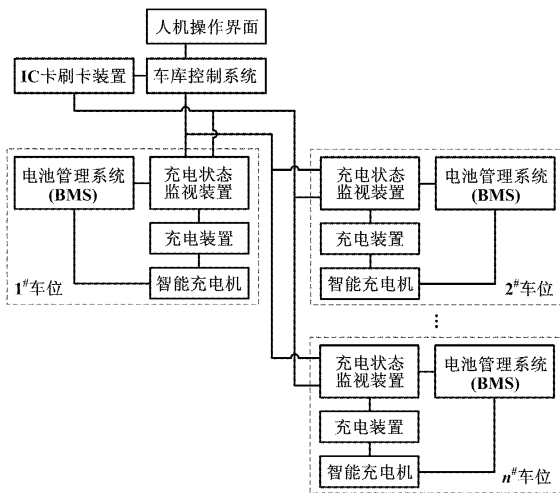 人机操作界面
IC卡刷卡装置
车库控制系统
电池管理系统
(BMS)
充电状态
监视装置
充电装置
智能充电机
1#车位
充电状态
监视装置
电池管理系统
(BMS)
充电装置
智能充电机
2#车位
⋮
充电状态
监视装置
电池管理系统
(BMS)
充电装置
智能充电机
n#车位